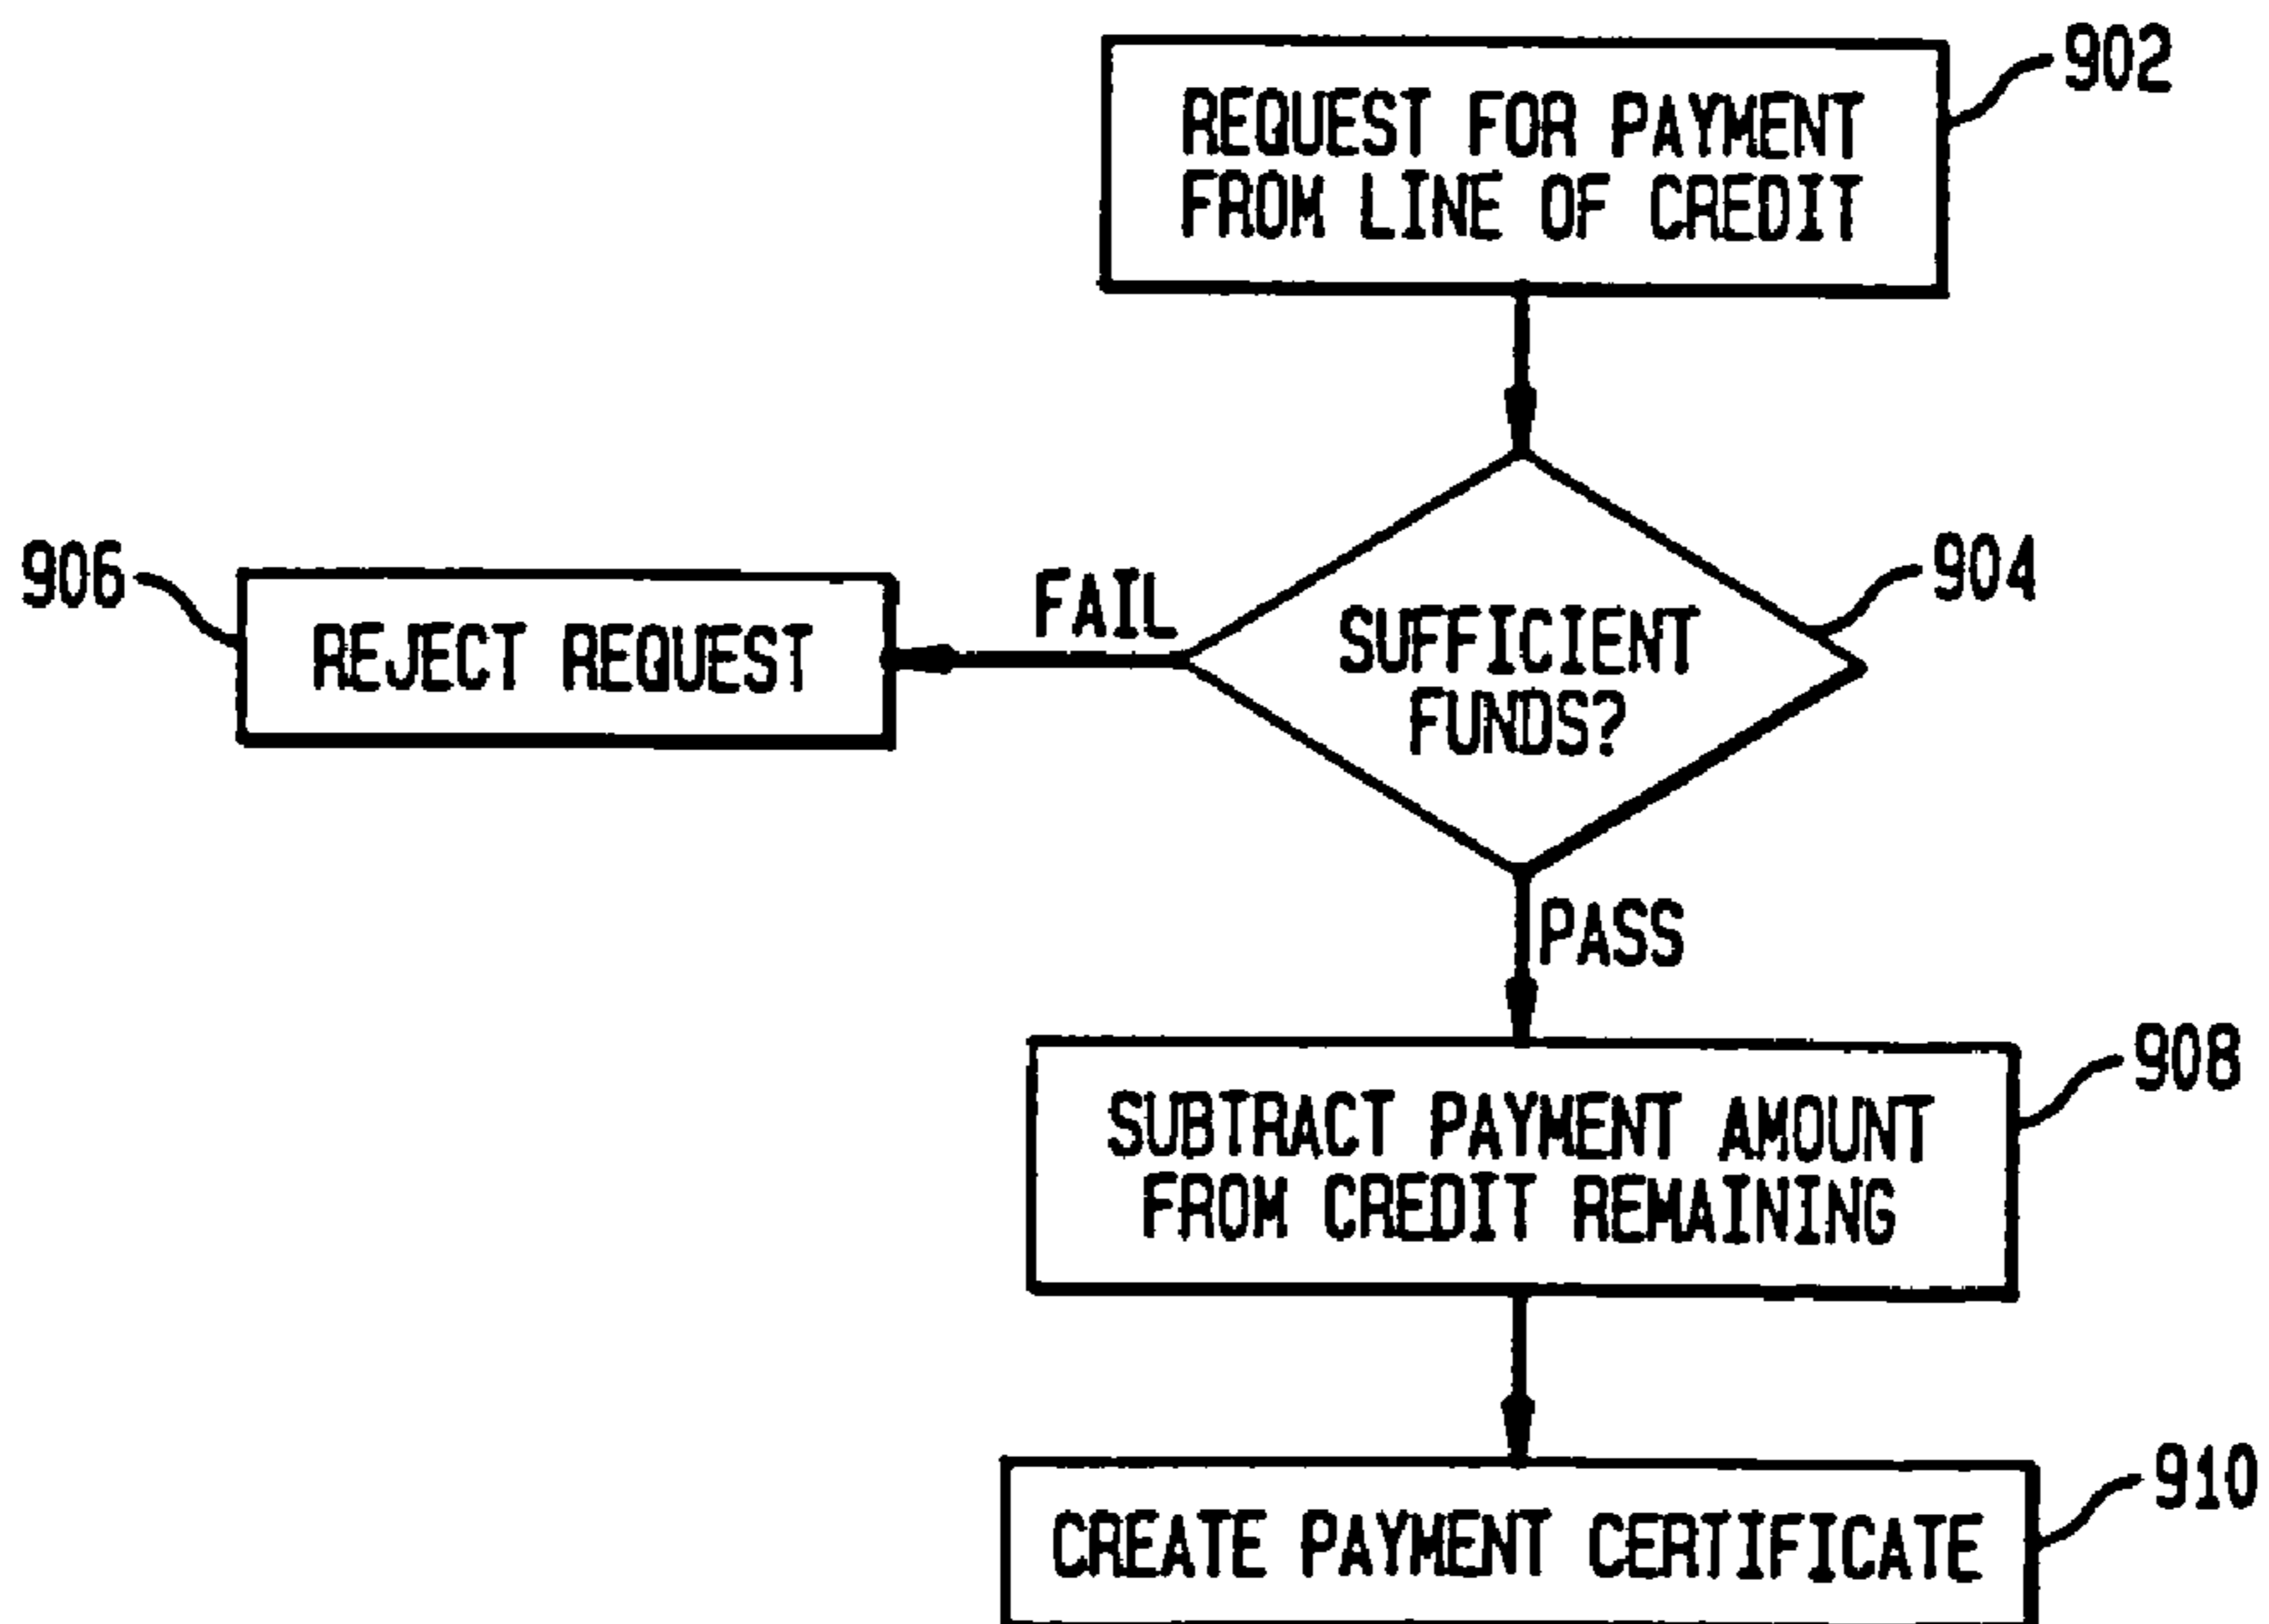 902
REQUEST FOR PAYMENT
FROM LINE OF CREDIT
904
SUFFICIENT
FUNDS?
FAIL
906
REJECT REQUEST
PASS
908
SUBTRACT PAYMENT AMOUNT
FROM CREDIT REMAINING
910
CREATE PAYMENT CERTIFICATE